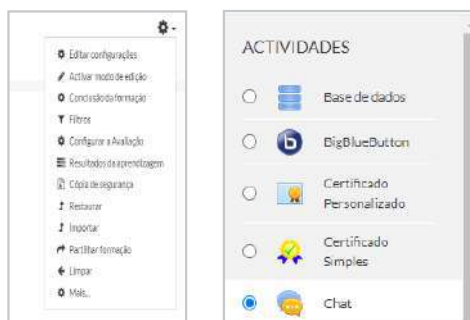 Editar configurações
Activar modo de edição
Conclusão da formação
Filtros
Configurar a Avaliação
Resultados da aprendizagem
Cópia de segurança
Restaurar
Importar
Partilhar formação
Limpar
Mais...
ACTIVIDADES
Base de dados
BigBlueButton
Certificado
Personalizado
Certificado
Simples
Chat